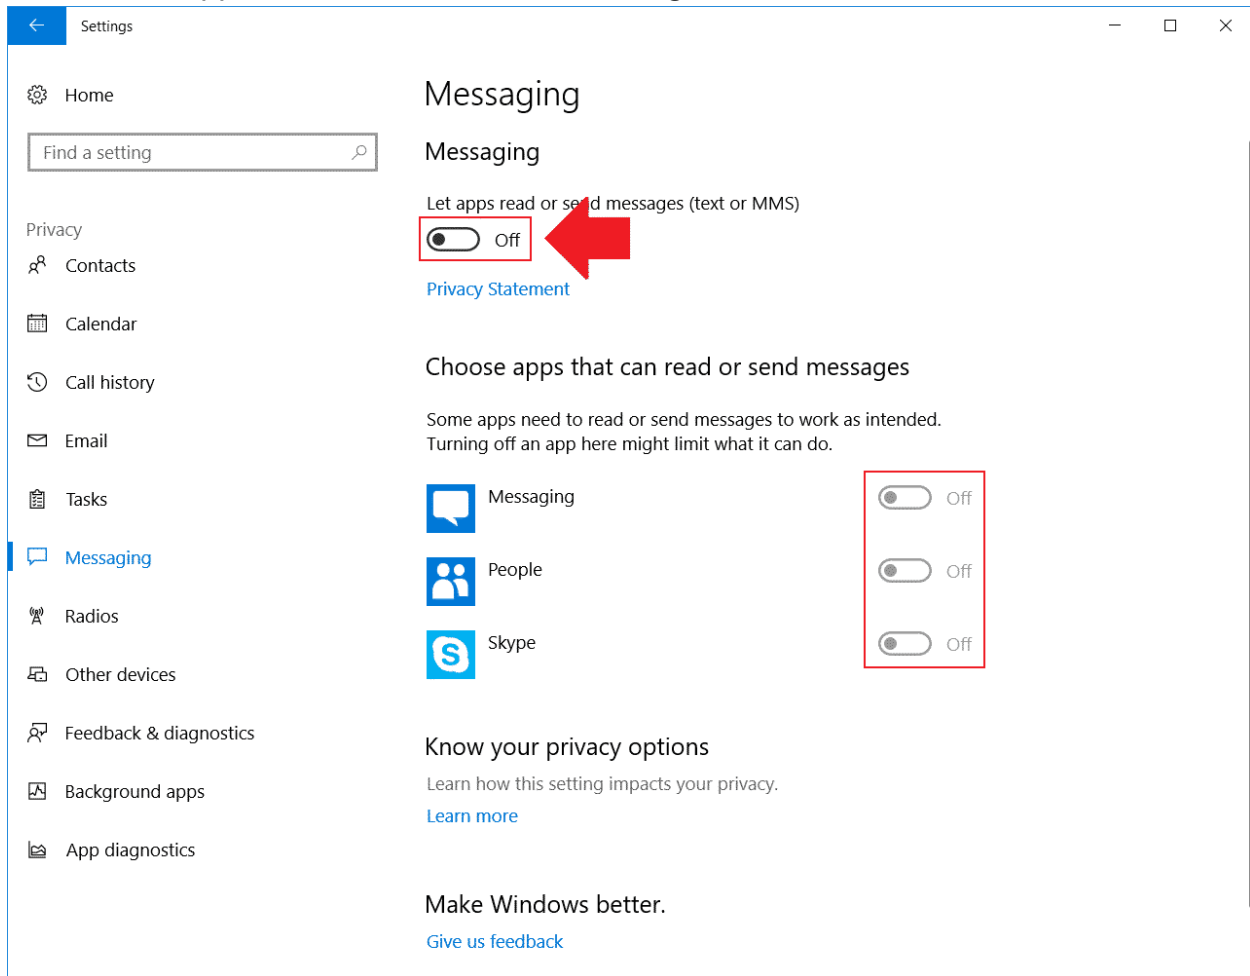 Settings
Home
Find a setting
Privacy
Contacts
Calendar
Call history
Email
Tasks
Messaging
Radios
Other devices
Feedback & diagnostics
Background apps
App diagnostics
Messaging
Messaging
Let apps read or send messages (text or MMS)
Off
Privacy Statement
Choose apps that can read or send messages
Some apps need to read or send messages to work as intended.
Turning off an app here might limit what it can do.
Messaging Off
People Off
Skype Off
Know your privacy options
Learn how this setting impacts your privacy.
Learn more
Make Windows better.
Give us feedback